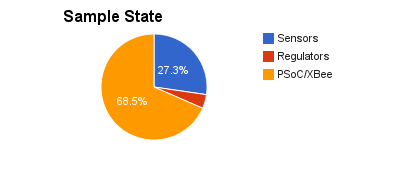 Sample State
Sensors
Regulators
PSoC/XBee
27.3%
68.5%